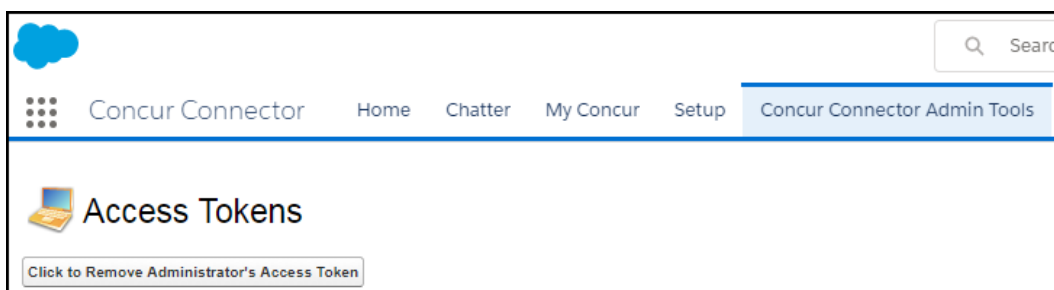 Concur Connector Home Chatter My Concur Setup Concur Connector Admin Tools
Access Tokens
Click to Remove Administrator's Access Token